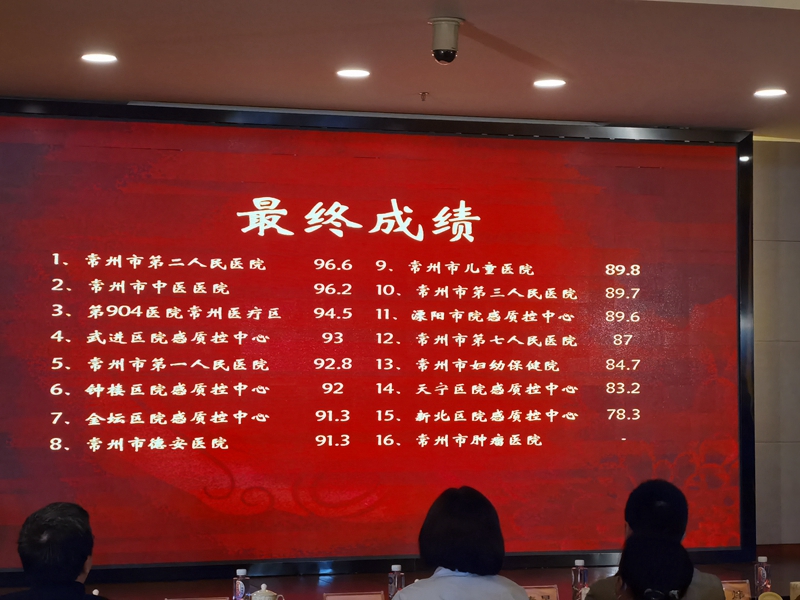 最终成绩
1、常州市第二人民医院 96.6
2、常州市中医医院 96.2
3、第904医院常州医疗区 94.5
4、武进区院感质控中心 93
5、常州市第一人民医院 92.8
6、钟楼区院感质控中心 92
7、金坛区院感质控中心 91.3
8、常州市德安医院 91.3
9、常州市儿童医院 89.8
10、常州市第三人民医院 89.7
11、溧阳市院感质控中心 89.6
12、常州市第七人民医院 87
13、常州市妇幼保健院 84.7
14、天宁区院感质控中心 83.2
15、新北区院感质控中心 78.3
16、常州市肿瘤医院 -